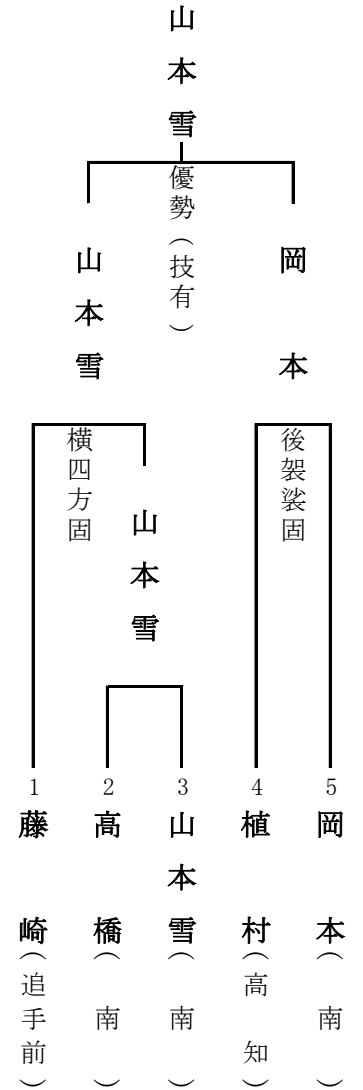 山本雪
優勢（技有）
山本雪
岡本
横四方固
後袈裟固
山本雪
1
2
3
4
5
藤崎（追手前）
高橋（南）
山本雪（南）
植村（高知）
岡本（南）